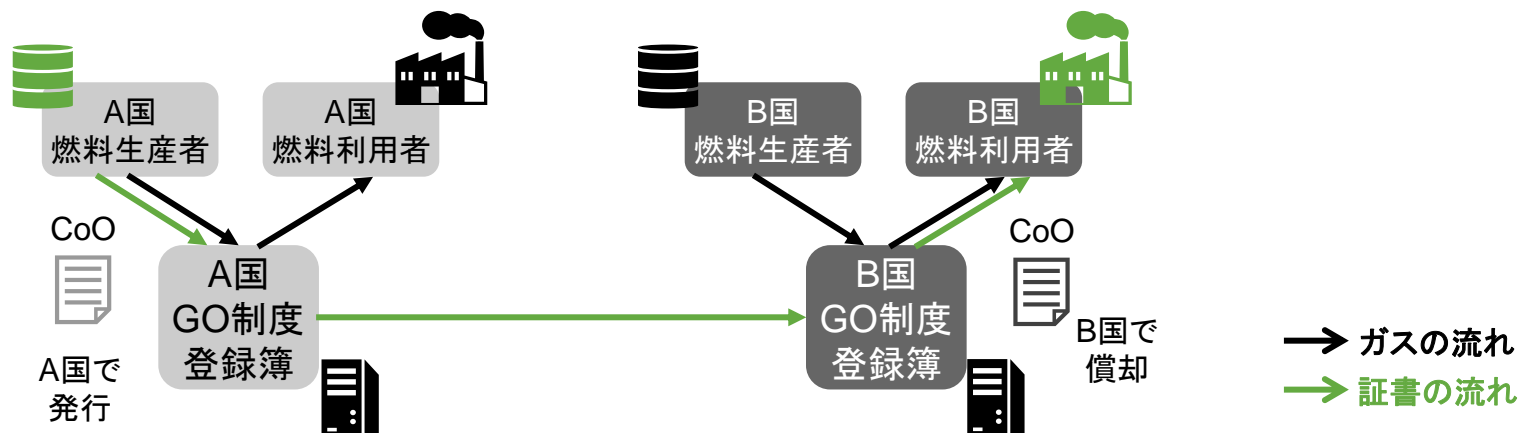 A国
燃料生産者
A国
燃料利用者
B国
燃料生産者
B国
燃料利用者
CoO
A国
GO制度
登録簿
A国で
発行
B国
GO制度
登録簿
CoO
B国で
償却
ガスの流れ
証書の流れ